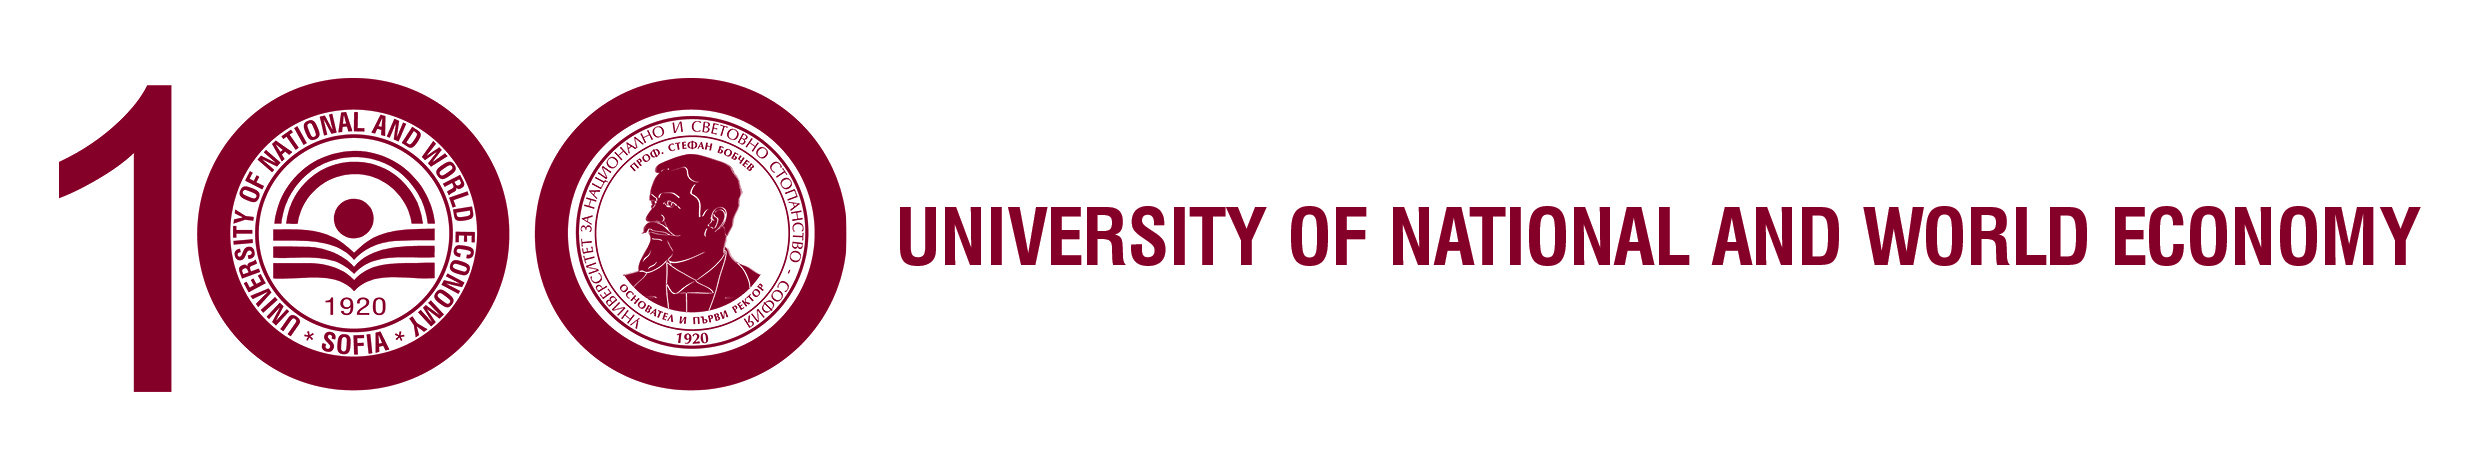 100
UNIVERSITY OF NATIONAL AND WORLD ECONOMY
* SOFIA *
1920
УНИВЕРСИТЕТ ЗА НАЦИОНАЛНО И СВЕТОВНО СТОПАНСТВО - СОФИЯ
ПРОФ. СТЕФАН БОБЧЕВ
ОСНОВАТЕЛ И ПЪРВИ РЕКТОР
1920
UNIVERSITY OF NATIONAL AND WORLD ECONOMY